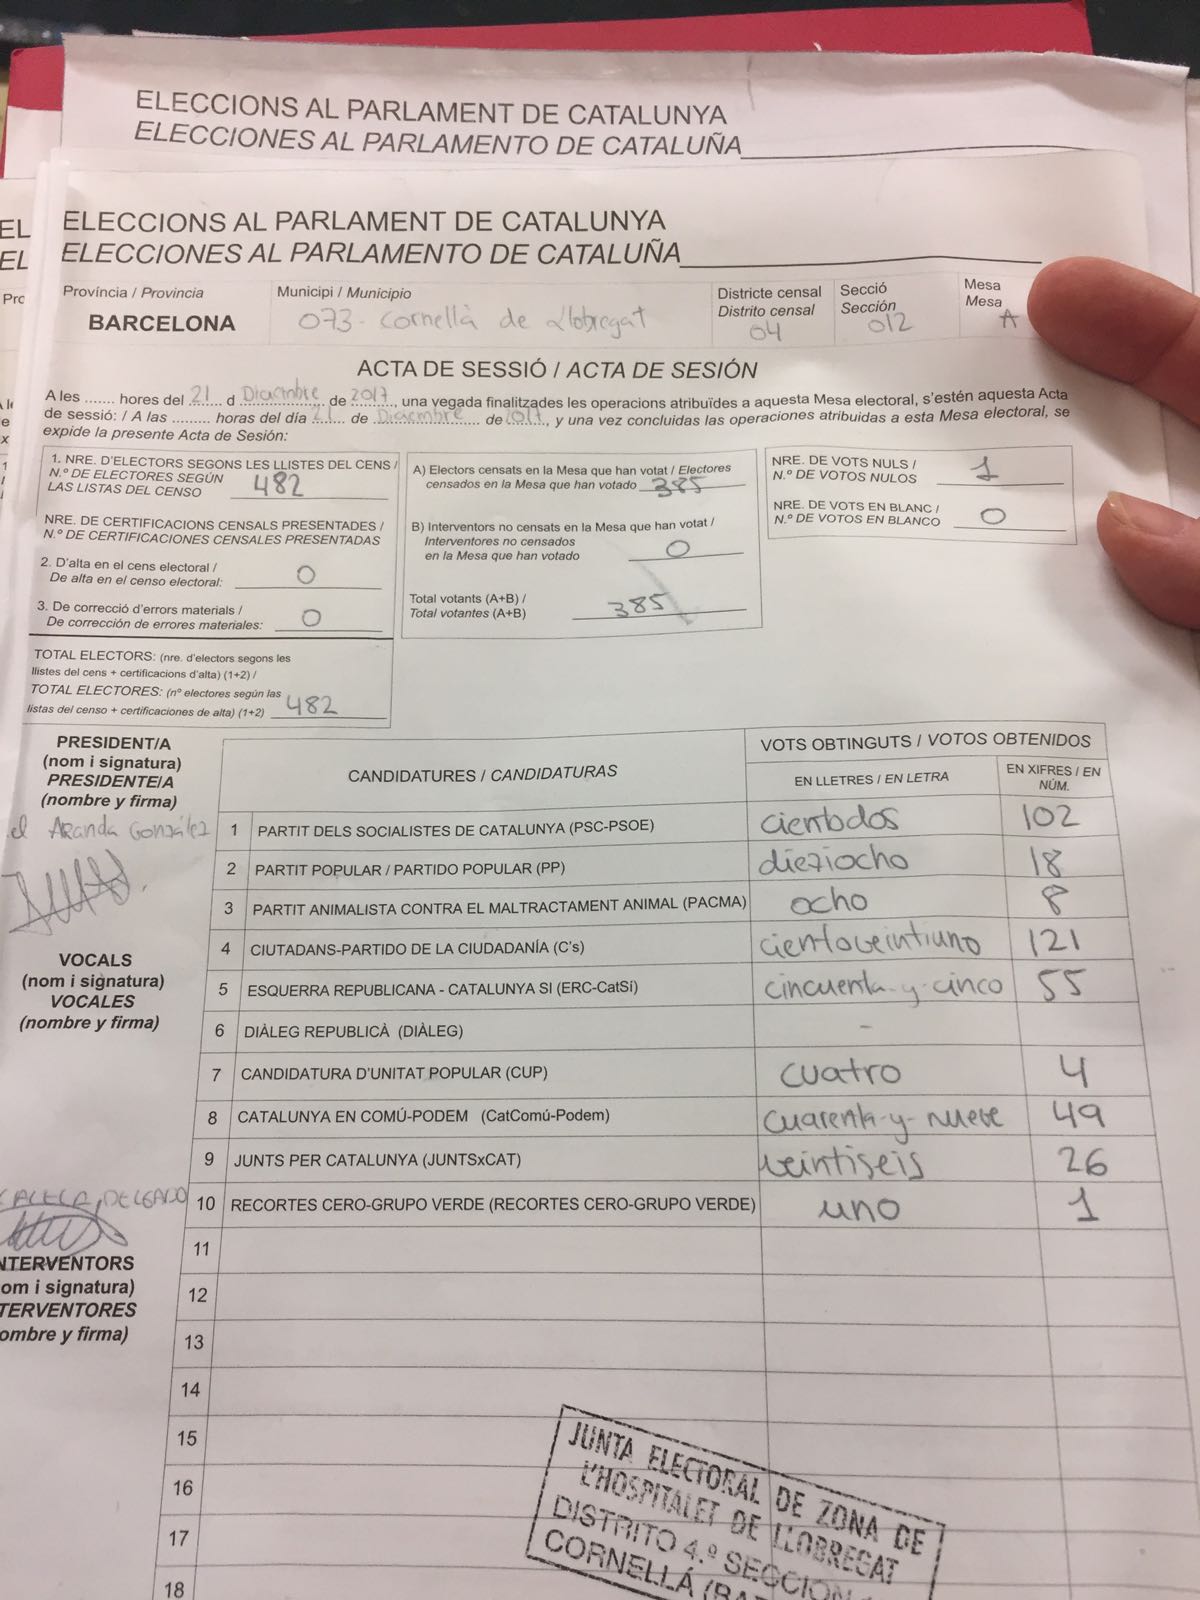 ELECCIONS AL PARLAMENT DE CATALUNYA
ELECCIONES AL PARLAMENTO DE CATALUÑA
ELECCIONS AL PARLAMENT DE CATALUNYA
ELECCIONES AL PARLAMENTO DE CATALUÑA
Província / Provincia
BARCELONA
Municipi / Municipio
073 - Cornellà de Llobregat
Districte censal
Distrito censal
04
Secció
Sección
012
Mesa
Mesa
A
ACTA DE SESSIÓ / ACTA DE SESIÓN
A les ....... hores del 21 d Diciembre de 2017, una vegada finalitzades les operacions atribuïdes a aquesta Mesa electoral, s'estén aquesta Acta
de sessió: / A las ......... horas del día 21 de Diciembre de 2017, y una vez concluidas las operaciones atribuidas a esta Mesa electoral, se
expide la presente Acta de Sesión:
1. NRE. D'ELECTORS SEGONS LES LLISTES DEL CENS /
N.º DE ELECTORES SEGÚN
LAS LISTAS DEL CENSO 482
NRE. DE CERTIFICACIONS CENSALS PRESENTADES /
N.º DE CERTIFICACIONES CENSALES PRESENTADAS
2. D'alta en el cens electoral /
De alta en el censo electoral: 0
3. De correcció d'errors materials /
De corrección de errores materiales: 0
TOTAL ELECTORS: (nre. d'electors segons les
llistes del cens + certificacions d'alta) (1+2) /
TOTAL ELECTORES: (nº electores según las
listas del censo + certificaciones de alta) (1+2) 482
A) Electors censats en la Mesa que han votat / Electores
censados en la Mesa que han votado 385
B) Interventors no censats en la Mesa que han votat /
Interventores no censados
en la Mesa que han votado 0
Total votants (A+B) /
Total votantes (A+B) 385
NRE. DE VOTS NULS /
N.º DE VOTOS NULOS 1
NRE. DE VOTS EN BLANC /
N.º DE VOTOS EN BLANCO 0
PRESIDENT/A
(nom i signatura)
PRESIDENTE/A
(nombre y firma)
el Aranda González
VOCALS
(nom i signatura)
VOCALES
(nombre y firma)
DELGADO
NTERVENTORS
om i signatura)
TERVENTORES
ombre y firma)
CANDIDATURES / CANDIDATURAS
VOTS OBTINGUTS / VOTOS OBTENIDOS
EN LLETRES / EN LETRA
EN XIFRES / EN NÚM.
1 PARTIT DELS SOCIALISTES DE CATALUNYA (PSC-PSOE) cientodos 102
2 PARTIT POPULAR / PARTIDO POPULAR (PP) dieziocho 18
3 PARTIT ANIMALISTA CONTRA EL MALTRACTAMENT ANIMAL (PACMA) ocho 8
4 CIUTADANS-PARTIDO DE LA CIUDADANÍA (C's) cientoveintiuno 121
5 ESQUERRA REPUBLICANA - CATALUNYA SI (ERC-CatSí) cincuenta-y-cinco 55
6 DIÀLEG REPUBLICÀ (DIÀLEG) -
7 CANDIDATURA D'UNITAT POPULAR (CUP) cuatro 4
8 CATALUNYA EN COMÚ-PODEM (CatComú-Podem) cuarenta-y-nueve 49
9 JUNTS PER CATALUNYA (JUNTSxCAT) veintiseis 26
10 RECORTES CERO-GRUPO VERDE (RECORTES CERO-GRUPO VERDE) uno 1
11
12
13
14
15
16
17
18
JUNTA ELECTORAL DE ZONA DE
L'HOSPITALET DE LLOBREGAT
DISTRITO 4.º SECCION
CORNELLÁ